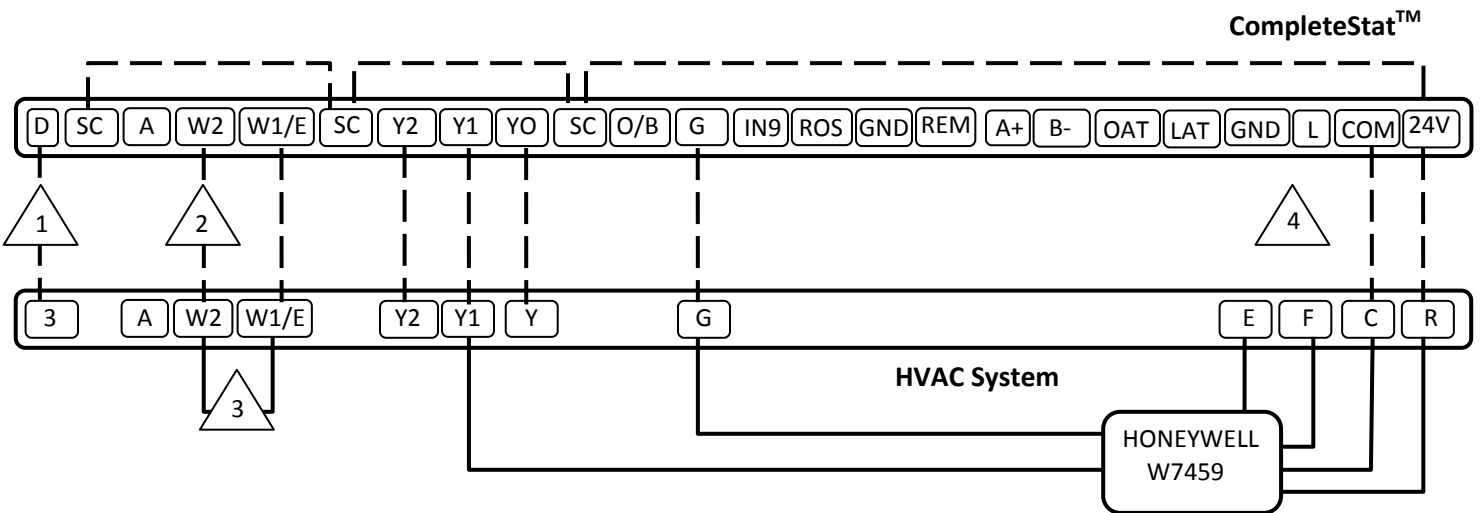 CompleteStat™
D SC A W2 W1/E SC Y2 Y1 YO SC O/B G IN9 ROS GND REM A+ B- OAT LAT GND L COM 24V
1 2 4
3 A W2 W1/E Y2 Y1 Y G E F C R
HVAC System
3
HONEYWELL
W7459